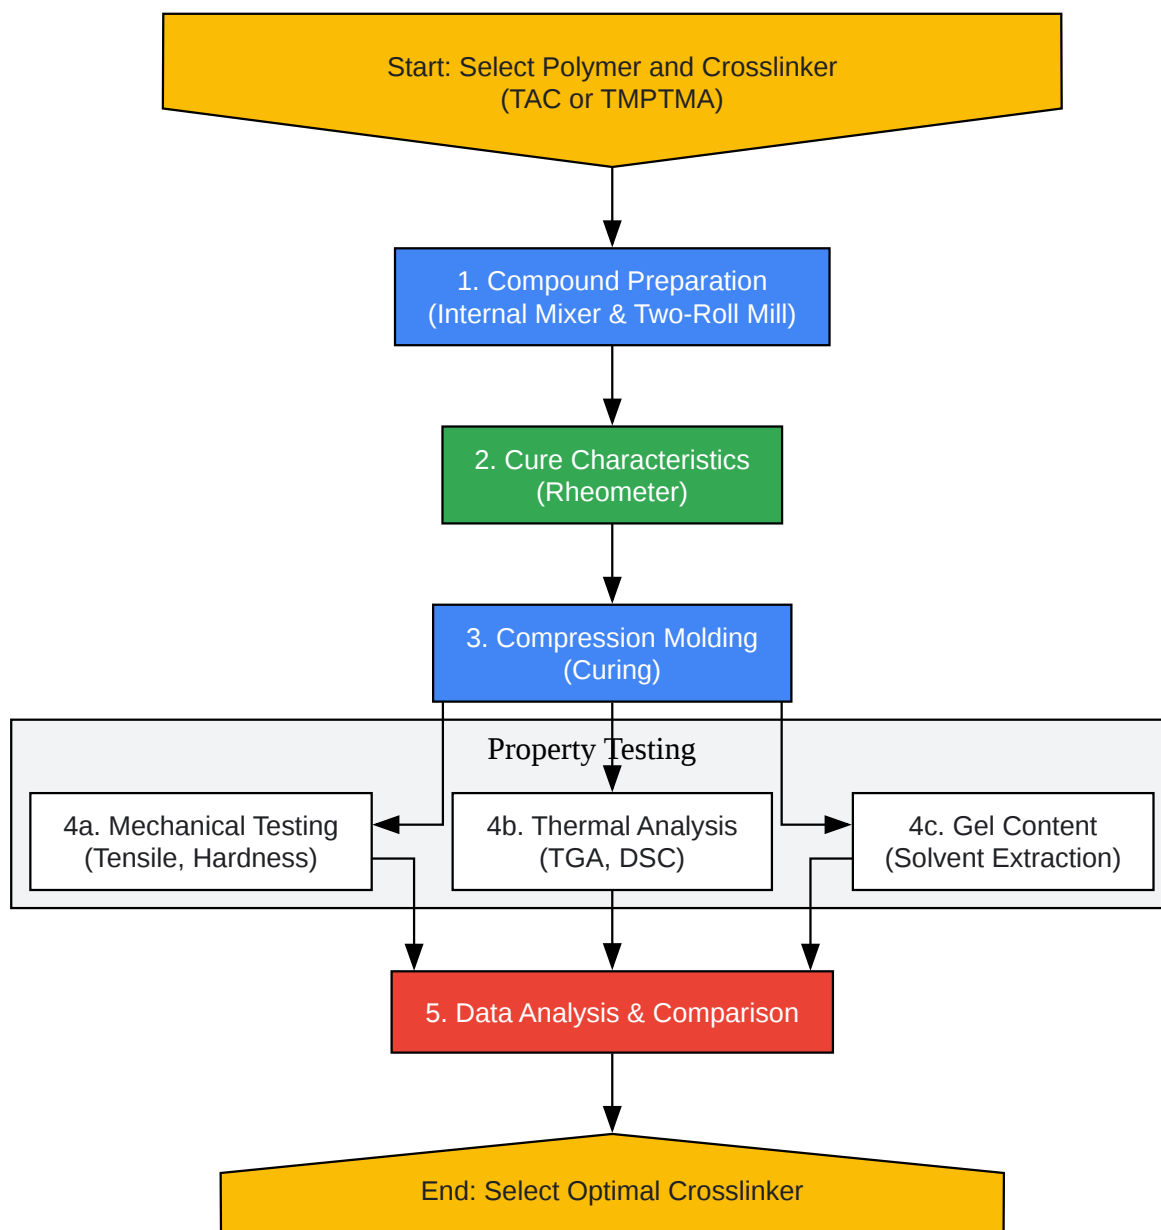 Start: Select Polymer and Crosslinker
(TAC or TMPTMA)
1. Compound Preparation
(Internal Mixer & Two-Roll Mill)
2. Cure Characteristics
(Rheometer)
3. Compression Molding
(Curing)
Property Testing
4a. Mechanical Testing
(Tensile, Hardness)
4b. Thermal Analysis
(TGA, DSC)
4c. Gel Content
(Solvent Extraction)
5. Data Analysis & Comparison
End: Select Optimal Crosslinker